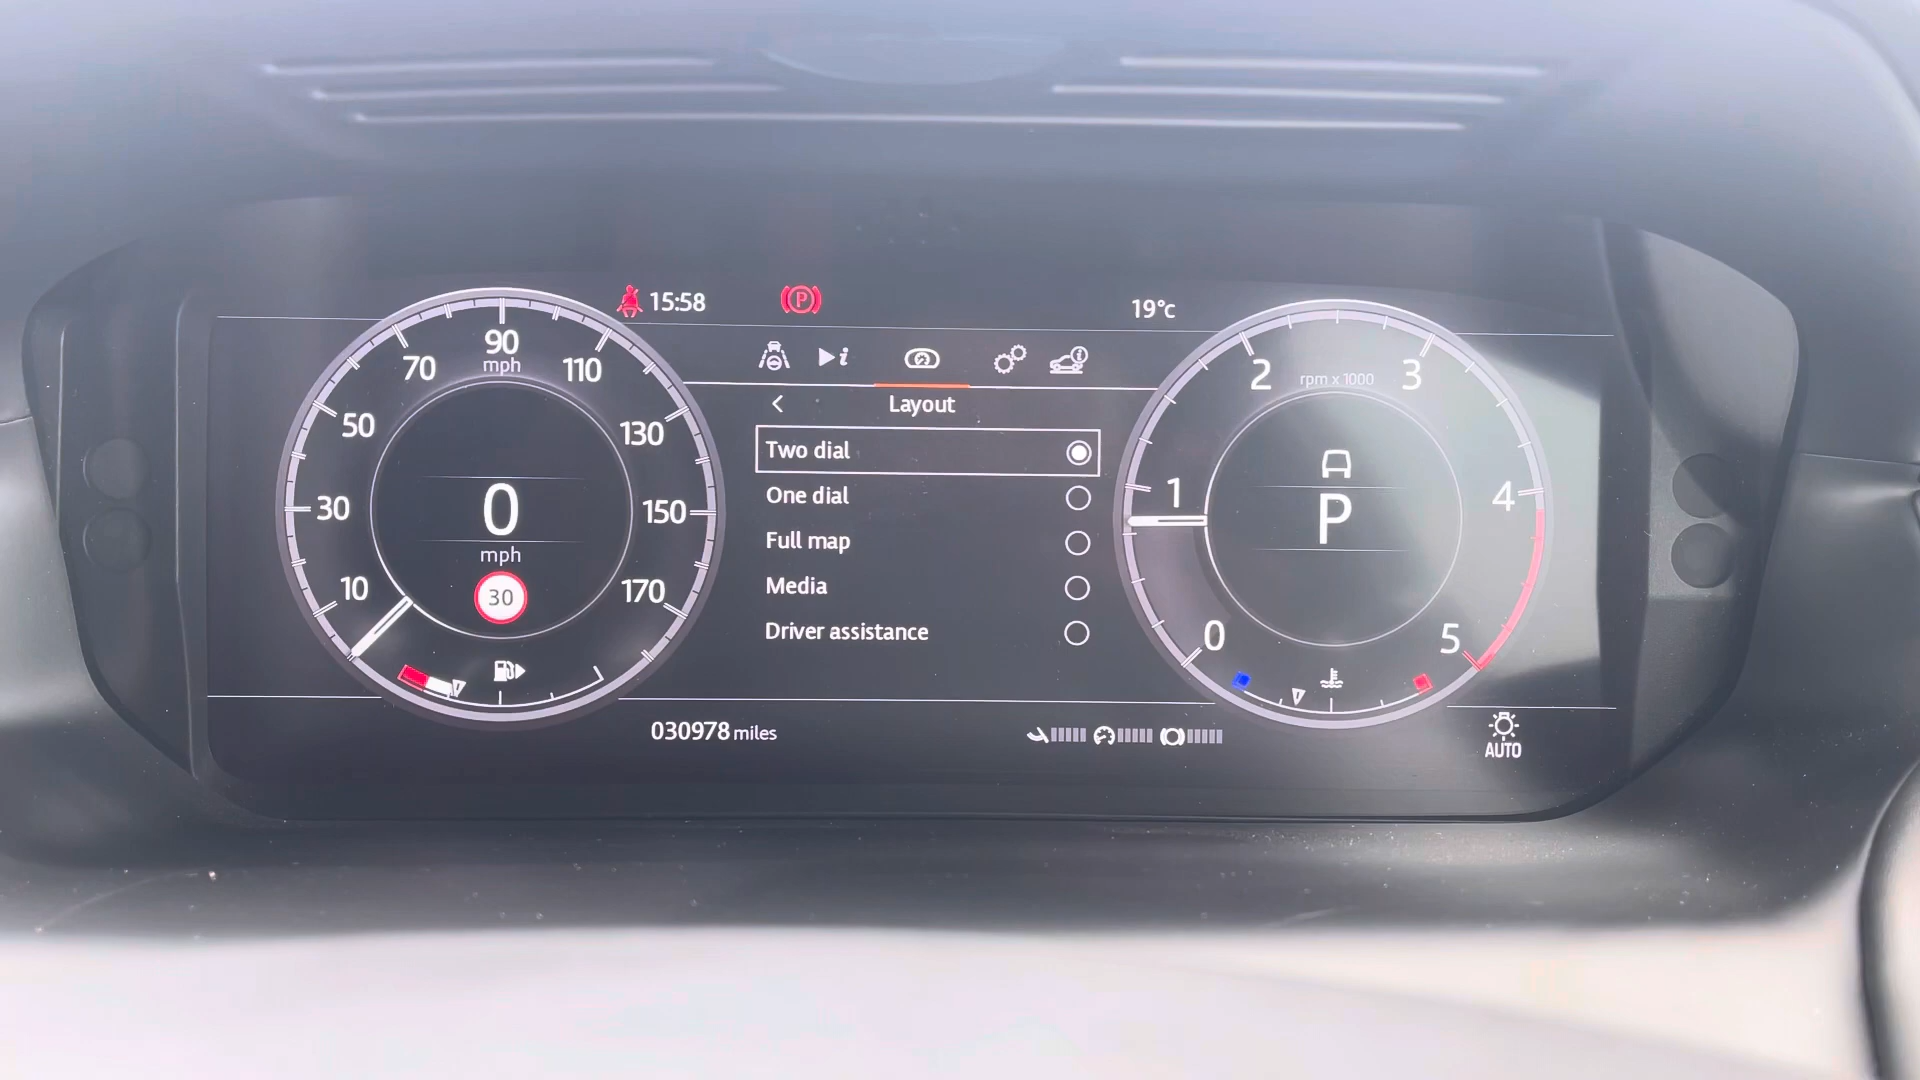 15:58
P
19°c
i
i
Layout
Two dial
One dial
Full map
Media
Driver assistance
10
30
50
70
90
mph
110
130
150
170
0
mph
30
0
1
2
rpm x 1000
3
4
5
P
030978 miles
AUTO